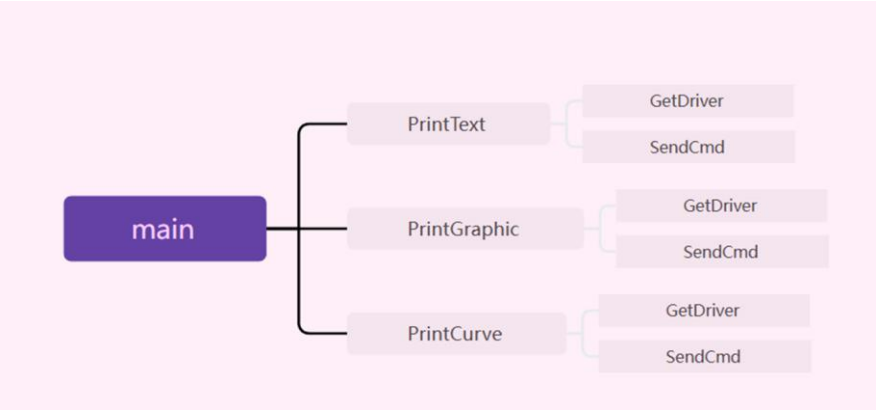 main
PrintText
GetDriver
SendCmd
PrintGraphic
GetDriver
SendCmd
PrintCurve
GetDriver
SendCmd